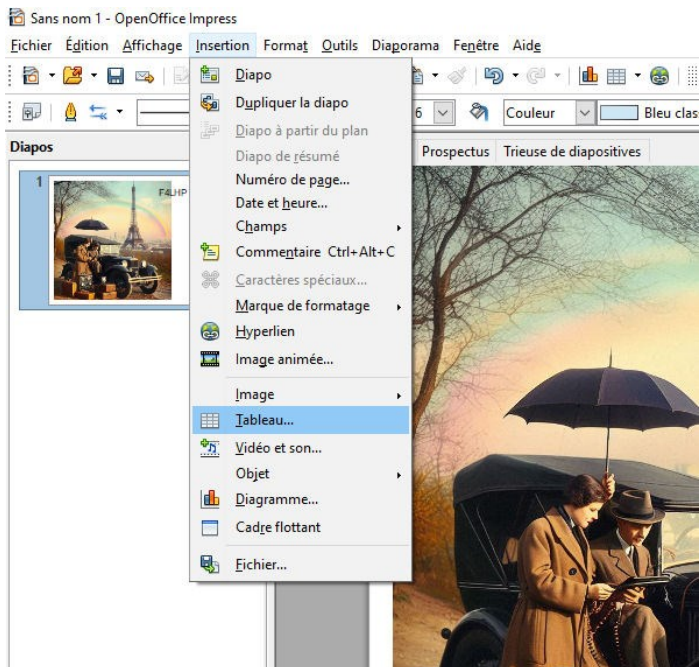 Sans nom 1 - OpenOffice Impress
Fichier Édition Affichage Insertion Format Outils Diaporama Fenêtre Aide
6 Couleur Bleu clas
Diapos
Prospectus Trieuse de diapositives
1
F4LHP
Diapo
Dupliquer la diapo
Diapo à partir du plan
Diapo de résumé
Numéro de page...
Date et heure...
Champs
Commentaire Ctrl+Alt+C
Caractères spéciaux...
Marque de formatage
Hyperlien
Image animée...
Image
Tableau...
Vidéo et son...
Objet
Diagramme...
Cadre flottant
Fichier...